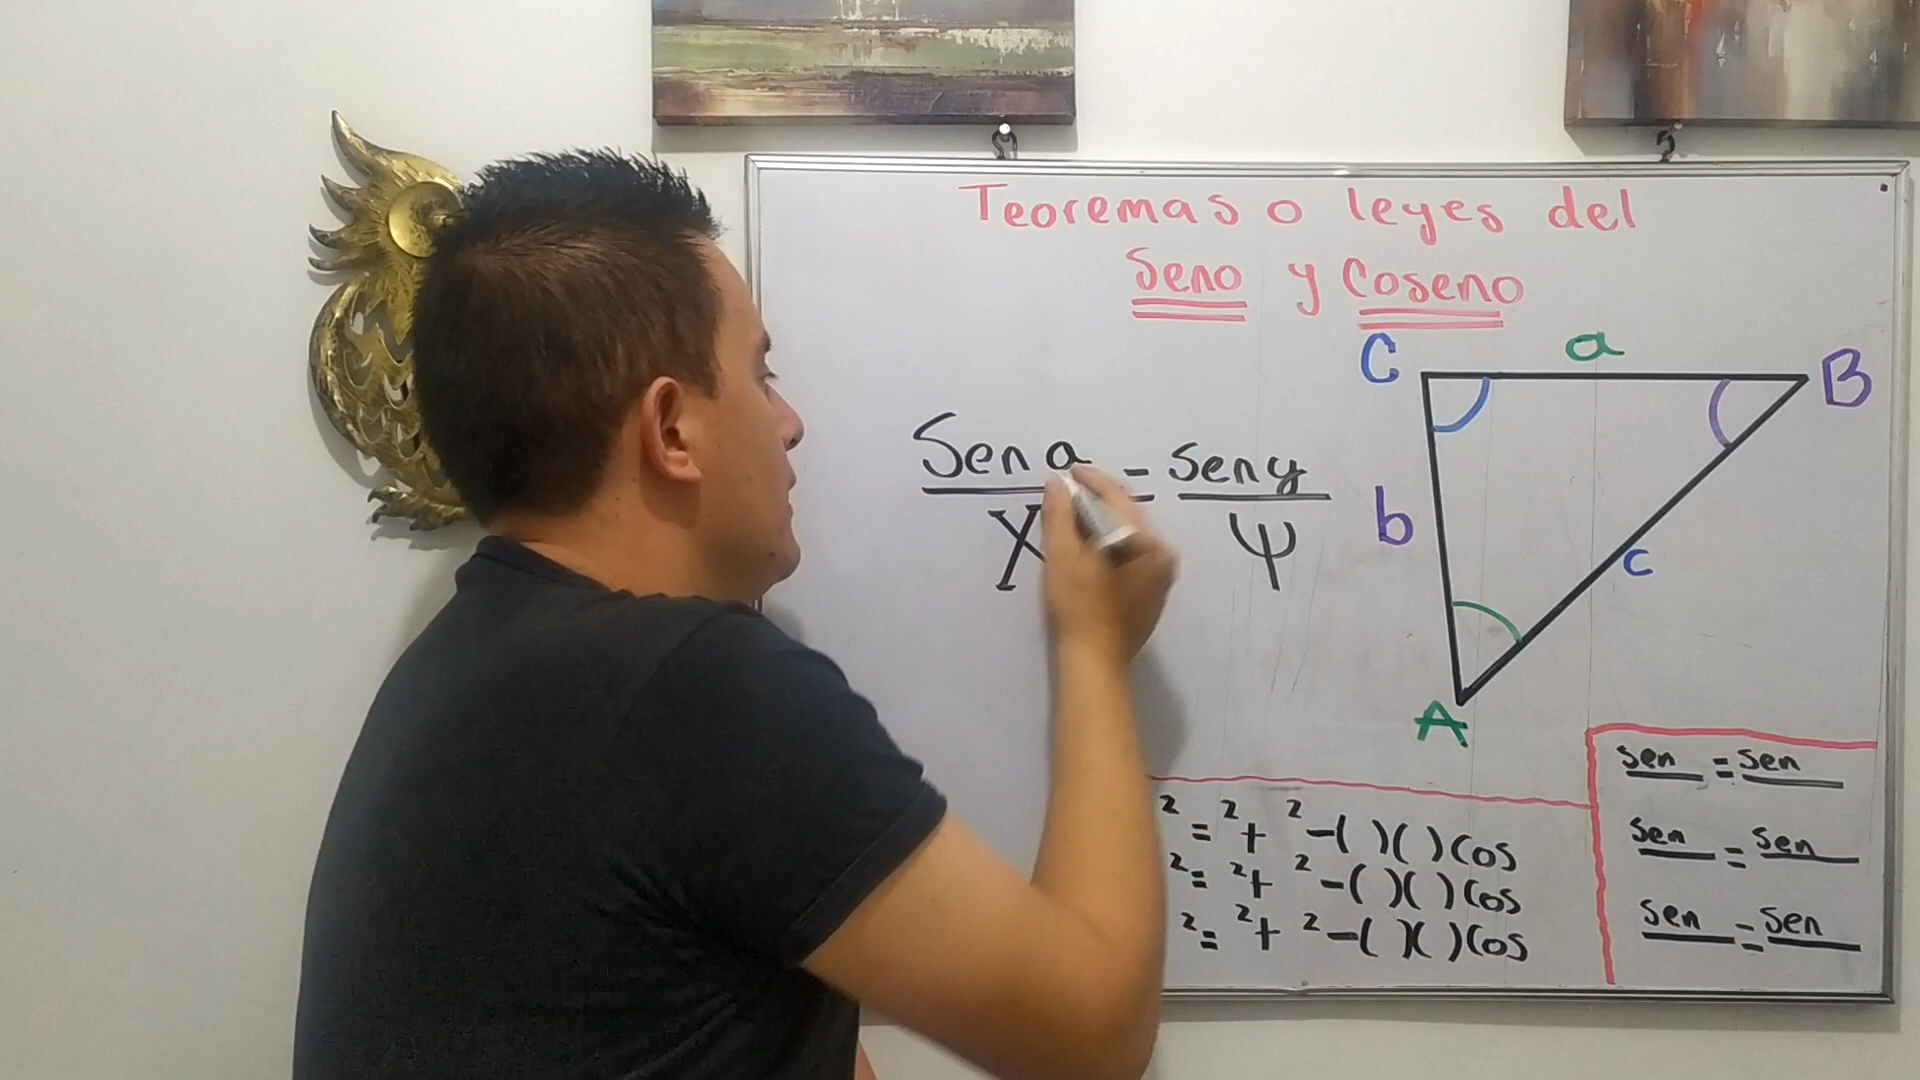 Teoremas o leyes del
Seno y Coseno
C a B
Sen a = sen y
X ψ
b
c
A
sen = sen
sen = sen
sen = sen
² = ² + ² -( )( ) Cos
² = ² + ² -( )( ) Cos
² = ² + ² -( )( ) Cos